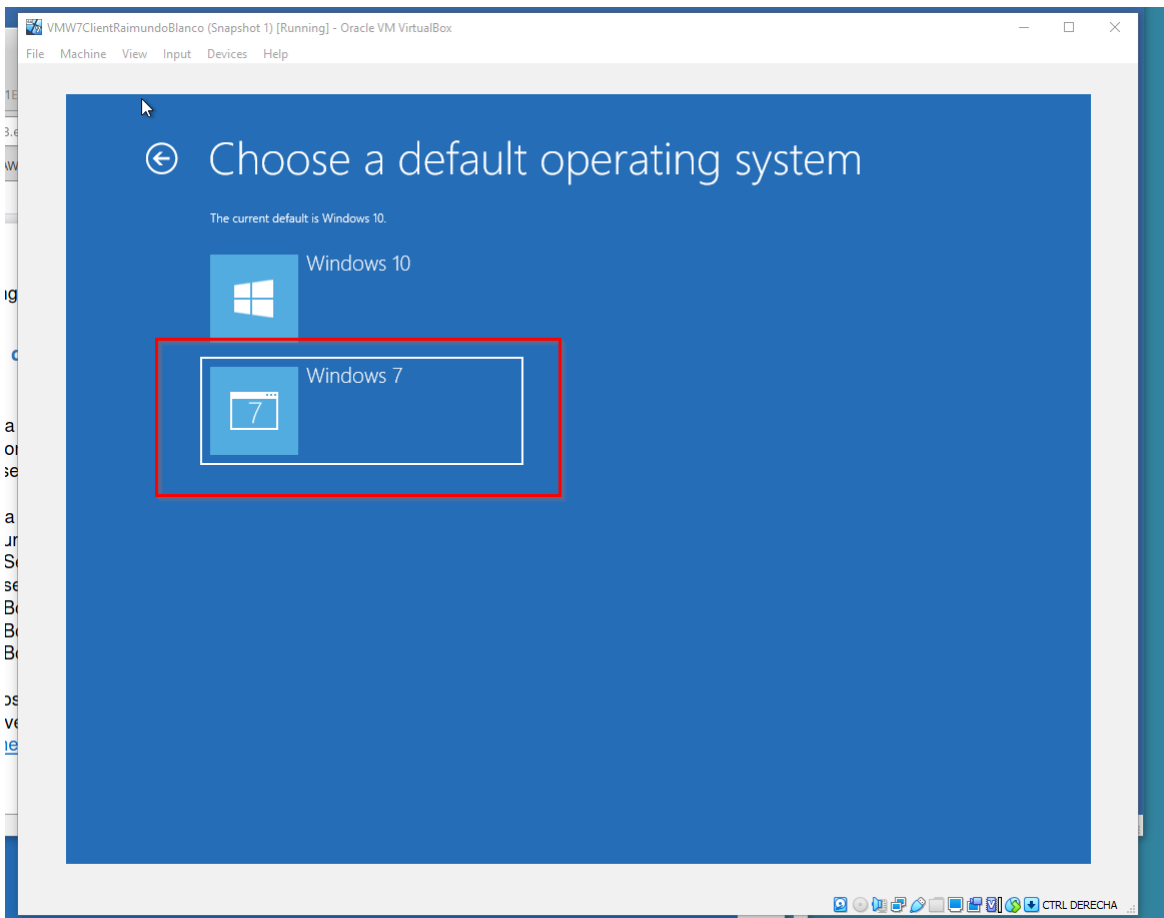 VMW7ClientRaimundoBlanco (Snapshot 1) [Running] - Oracle VM VirtualBox
File Machine View Input Devices Help
Choose a default operating system
The current default is Windows 10.
Windows 10
Windows 7
7
CTRL DERECHA